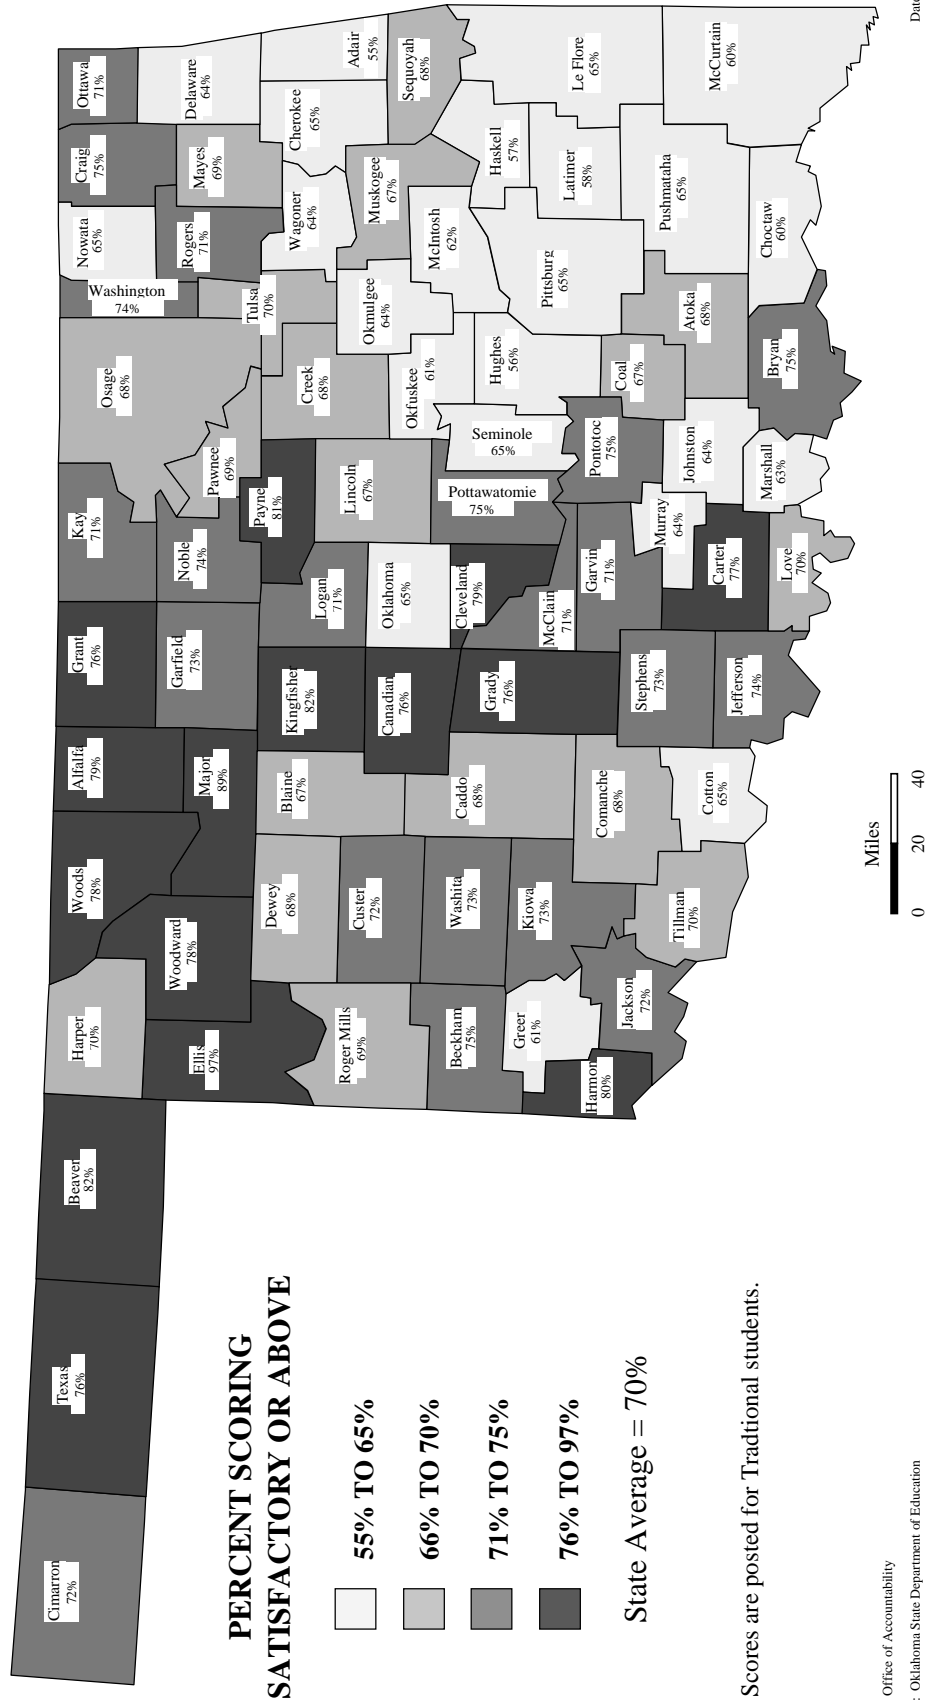 Cimarron
72%
Texas
76%
Beaver
82%
Harper
70%
Woods
78%
Alfalfa
79%
Grant
76%
Kay
71%
Osage
68%
Washington
74%
Nowata
65%
Craig
75%
Ottawa
71%
Ellis
97%
Woodward
78%
Major
89%
Garfield
73%
Noble
74%
Pawnee
69%
Tulsa
70%
Rogers
71%
Mayes
69%
Delaware
64%
Payne
81%
Roger Mills
69%
Dewey
68%
Blaine
67%
Kingfisher
82%
Logan
71%
Lincoln
67%
Creek
68%
Wagoner
64%
Cherokee
65%
Adair
55%
Custer
72%
Canadian
76%
Oklahoma
65%
Okfuskee
61%
Okmulgee
64%
Muskogee
67%
Sequoyah
68%
Beckham
75%
Washita
73%
Caddo
68%
Grady
76%
Cleveland
79%
Pottawatomie
75%
Seminole
65%
Hughes
56%
McIntosh
62%
Haskell
57%
Greer
61%
Kiowa
73%
McClain
71%
Garvin
71%
Pontotoc
75%
Coal
67%
Pittsburg
65%
Latimer
58%
Le Flore
65%
Harmon
80%
Jackson
72%
Comanche
68%
Stephens
73%
Murray
64%
Johnston
64%
Atoka
68%
Pushmataha
65%
McCurtain
60%
Tillman
70%
Cotton
65%
Jefferson
74%
Carter
77%
Love
70%
Marshall
63%
Bryan
75%
Choctaw
60%
PERCENT SCORING
SATISFACTORY OR ABOVE
55% TO 65%
66% TO 70%
71% TO 75%
76% TO 97%
State Average = 70%
Scores are posted for Tradtional students.
Miles
0 20 40
Office of Accountability
: Oklahoma State Department of Education